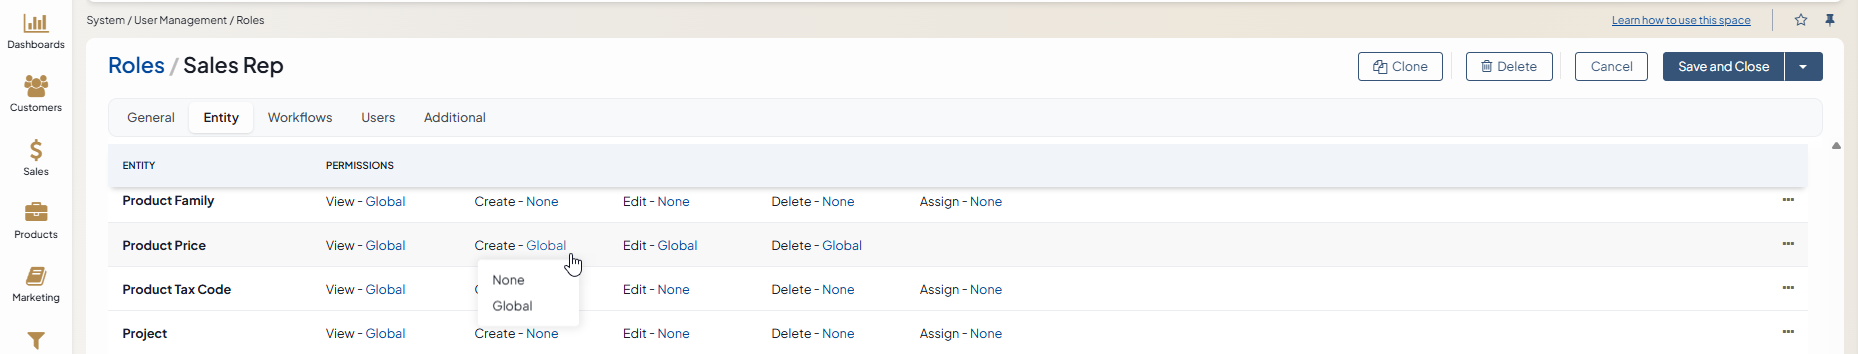 Dashboards
Customers
Sales
Products
Marketing
System / User Management / Roles
Learn how to use this space
Roles / Sales Rep
Clone
Delete
Cancel
Save and Close
General Entity Workflows Users Additional
ENTITY PERMISSIONS
Product Family View - Global Create - None Edit - None Delete - None Assign - None
Product Price View - Global Create - Global Edit - Global Delete - Global
None
Global
Product Tax Code View - Global Edit - None Delete - None Assign - None
Project View - Global Create - None Edit - None Delete - None Assign - None